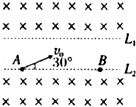 × × × × × ×
× × × × × ×
L₁
v₀
A 30° B
L₂
× × × × × ×
× × × × × ×